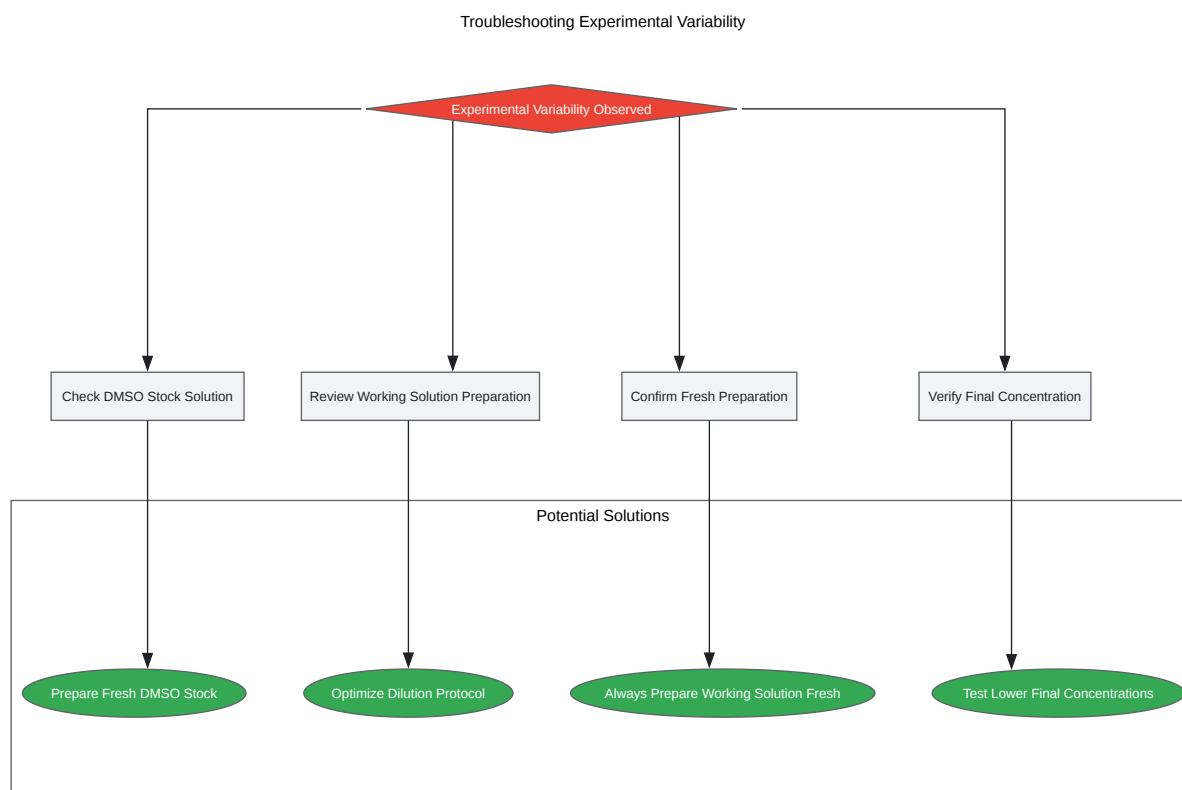 Troubleshooting Experimental Variability
Experimental Variability Observed
Check DMSO Stock Solution
Review Working Solution Preparation
Confirm Fresh Preparation
Verify Final Concentration
Potential Solutions
Prepare Fresh DMSO Stock
Optimize Dilution Protocol
Always Prepare Working Solution Fresh
Test Lower Final Concentrations